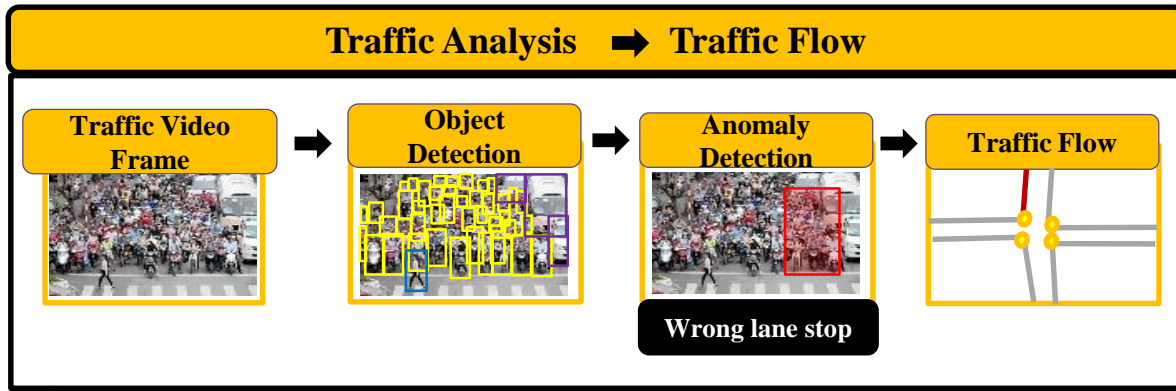 Traffic Analysis Traffic Flow
Traffic Video
Frame
Object
Detection
Anomaly
Detection
Traffic Flow
Wrong lane stop